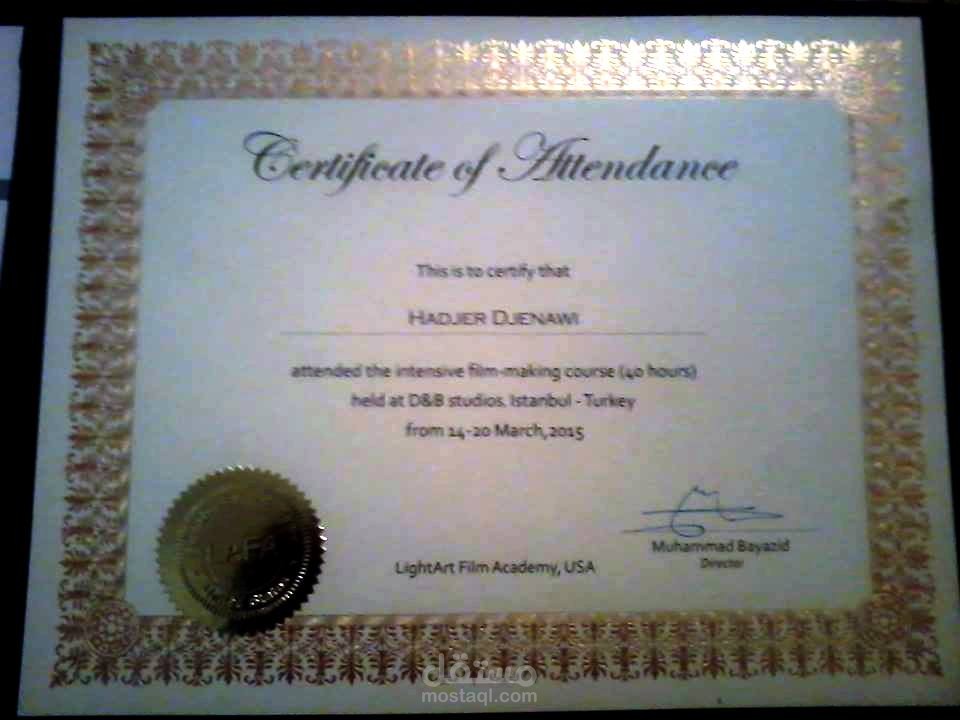 Certificate of Attendance
This is to certify that
HADJER DJENAWI
attended the intensive film-making course (40 hours)
held at D&B studios, Istanbul - Turkey
from 14-20 March, 2015
LAFA
Muhammad Bayazid
Director
LightArt Film Academy, USA
مستقل
mostaql.com